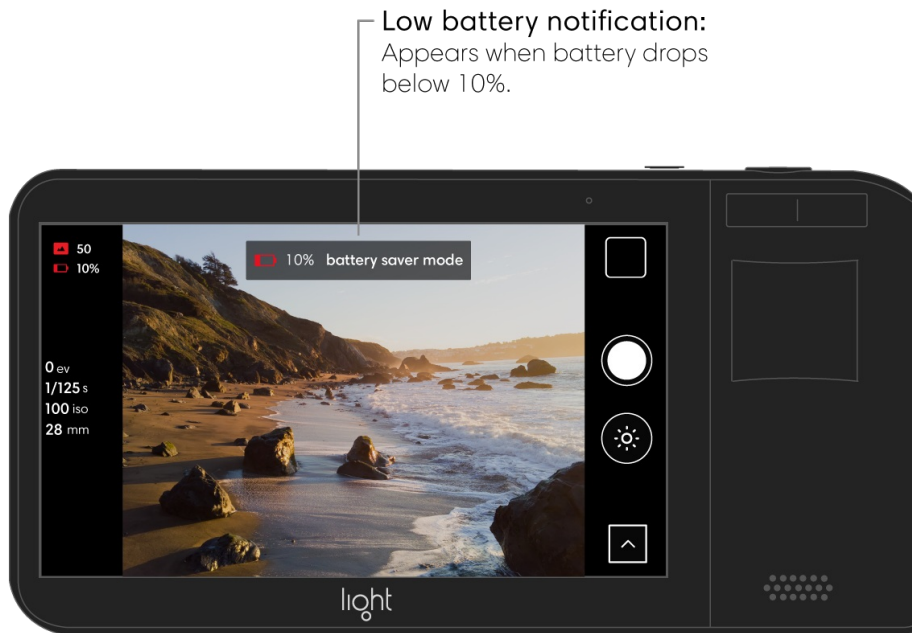 Low battery notification:
Appears when battery drops
below 10%.
50
10%
10% battery saver mode
0 ev
1/125 s
100 iso
28 mm
light